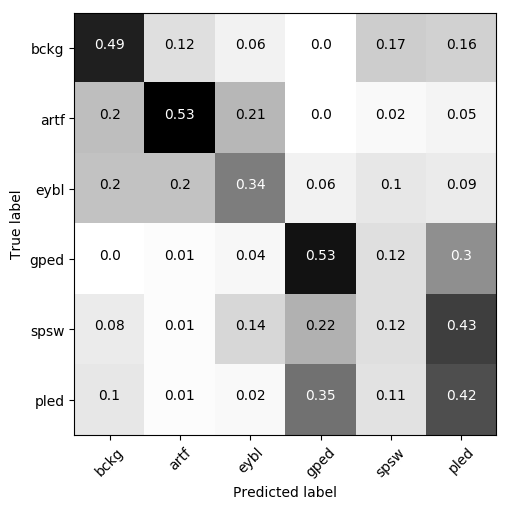 bckg 0.49 0.12 0.06 0.0 0.17 0.16
artf 0.2 0.53 0.21 0.0 0.02 0.05
eybl 0.2 0.2 0.34 0.06 0.1 0.09
gped 0.0 0.01 0.04 0.53 0.12 0.3
spsw 0.08 0.01 0.14 0.22 0.12 0.43
pled 0.1 0.01 0.02 0.35 0.11 0.42
True label
bckg artf eybl gped spsw pled
Predicted label